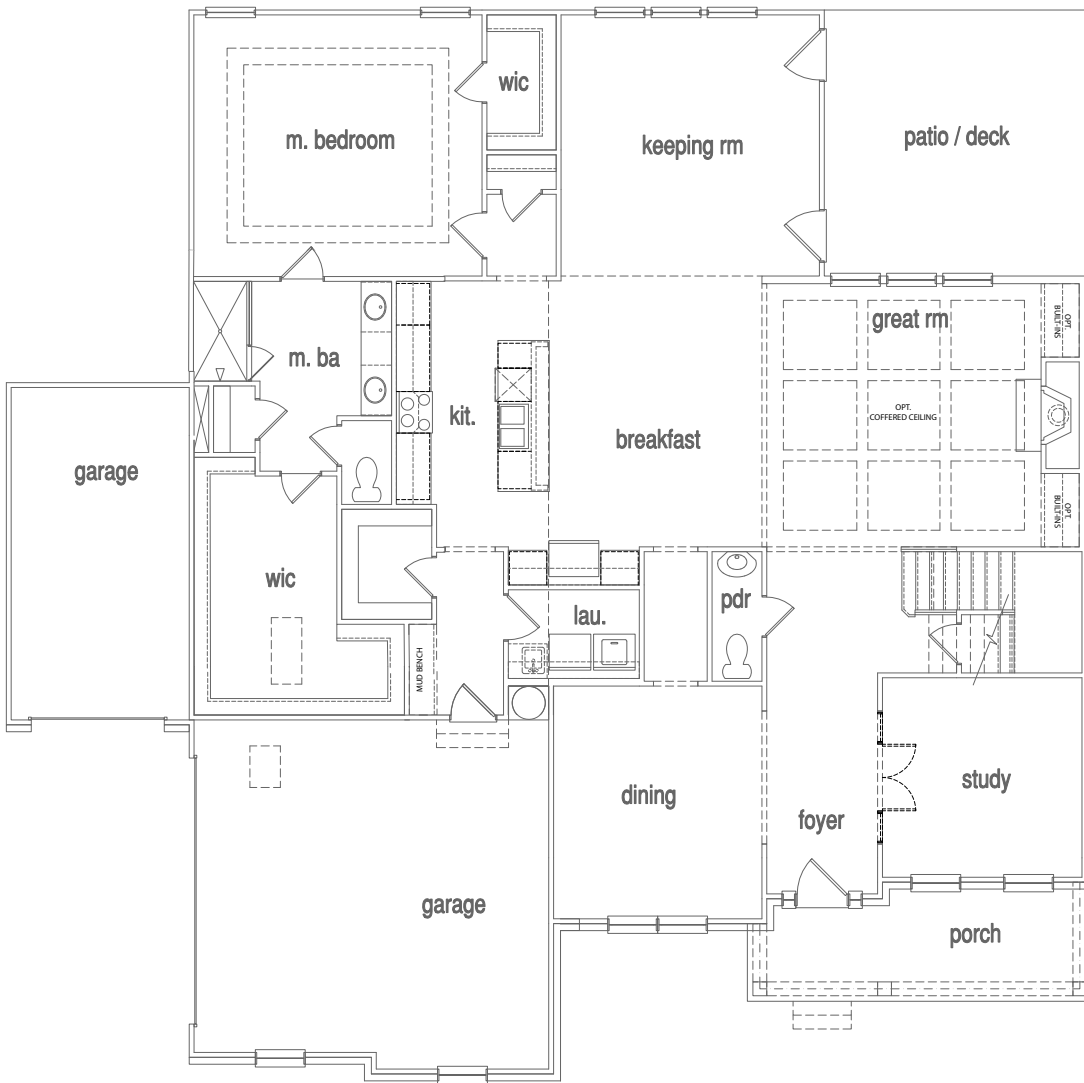 wic
m. bedroom
keeping rm
patio / deck
great rm
OPT.
BUILT-INS
m. ba
OPT.
COFFERED CEILING
kit.
breakfast
garage
OPT.
BUILT-INS
wic
pdr
lau.
MUD BENCH
study
dining
foyer
garage
porch